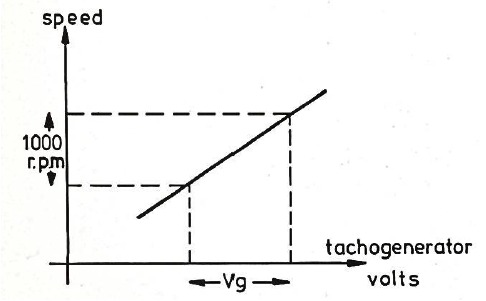 speed
1000
r.p.m
tachogenerator
Vg
volts